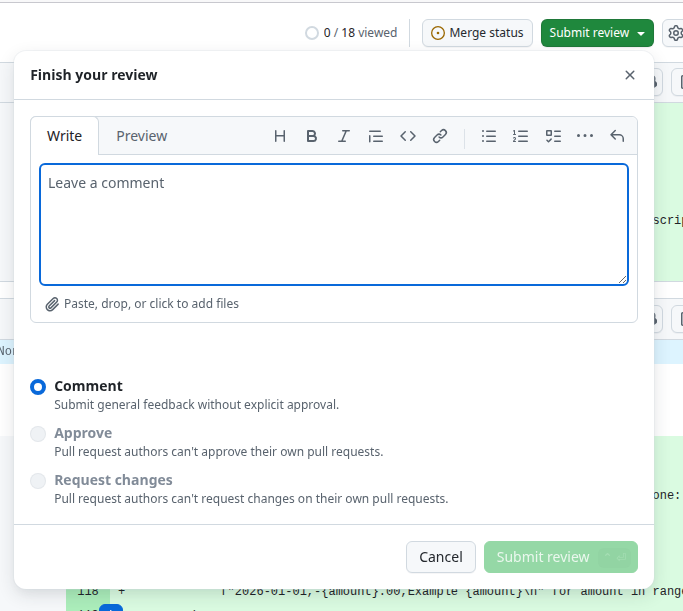 0 / 18 viewed
Merge status
Submit review
Finish your review
Write
Preview
Leave a comment
Paste, drop, or click to add files
Comment
Submit general feedback without explicit approval.
Approve
Pull request authors can't approve their own pull requests.
Request changes
Pull request authors can't request changes on their own pull requests.
one:
Cancel
Submit review
118 + f"2026-01-01,-{amount}.00,Example {amount}\n" for amount in